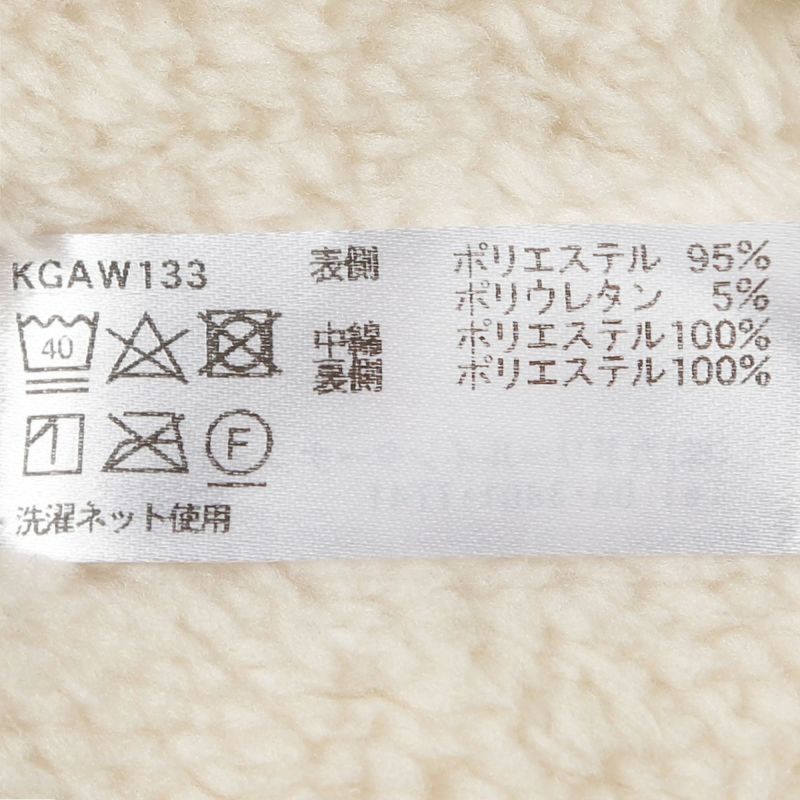 KGAW133
40
F
洗濯ネット使用
表側 ポリエステル 95%
ポリウレタン 5%
中綿 ポリエステル100%
裏側 ポリエステル100%